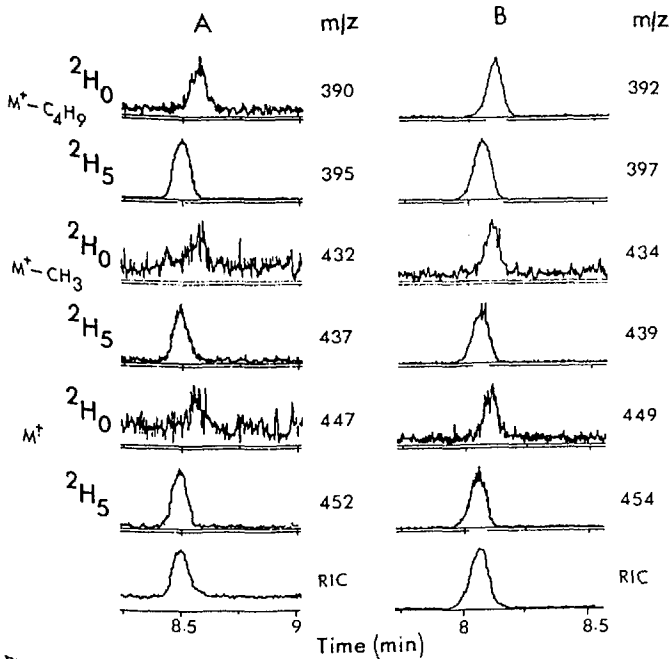 A m/z B m/z
²H₀ 390 392
M⁺–C₄H₉
²H₅ 395 397
²H₀ 432 434
M⁺–CH₃
²H₅ 437 439
²H₀ 447 449
M⁺
²H₅ 452 454
RIC RIC
8.5 9 8 8.5
Time (min)